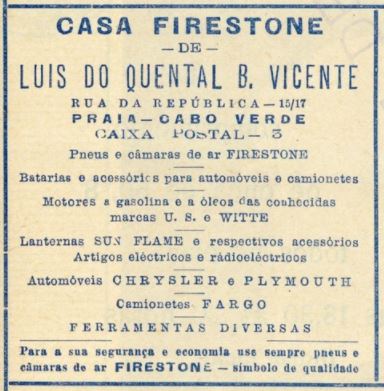 CASA FIRESTONE
— DE —
LUIS DO QUENTAL B. VICENTE
RUA DA REPÚBLICA — 15/17
PRAIA — CABO VERDE
CAIXA POSTAL — 3
Pneus e câmaras de ar FIRESTONE
Batarias e acessórios para automóveis e camionetes
Motores a gasolina e a óleos das conhecidas
marcas U. S. e WITTE
Lanternas SUN FLAME e respectivos acessórios
Artigos eléctricos e rádioeléctricos
Automóveis CHRYSLER e PLYMOUTH
Camionetes FARGO
FERRAMENTAS DIVERSAS
Para a sua segurança e economia use sempre pneus e
câmaras de ar FIRESTONE — símbolo de qualidade